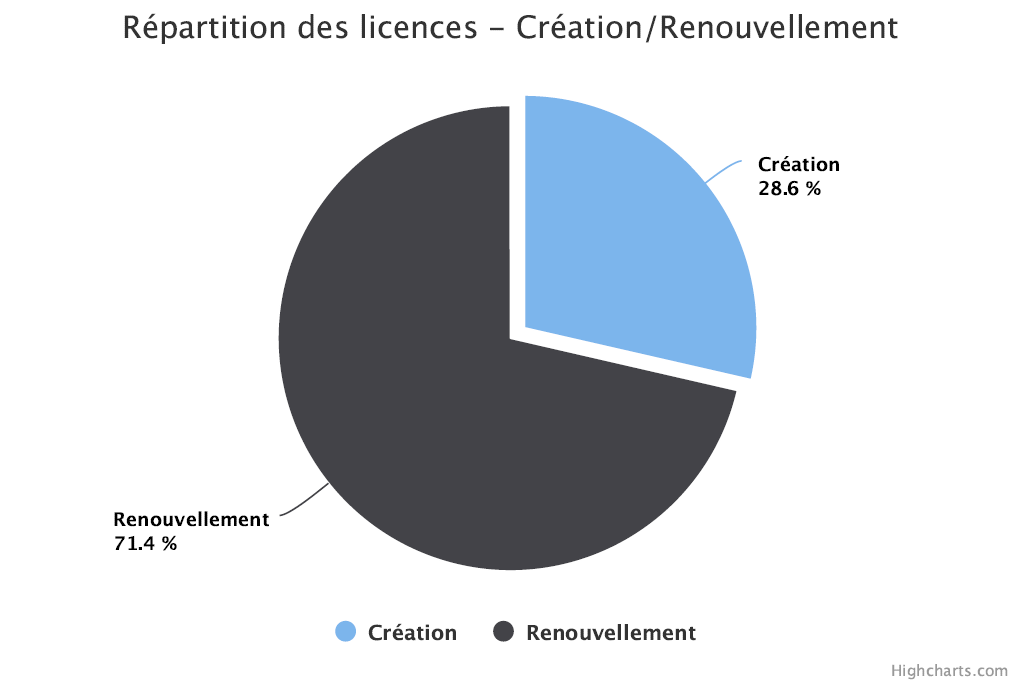 Répartition des licences - Création/Renouvellement
Création
28.6 %
Renouvellement
71.4 %
Création
Renouvellement
Highcharts.com